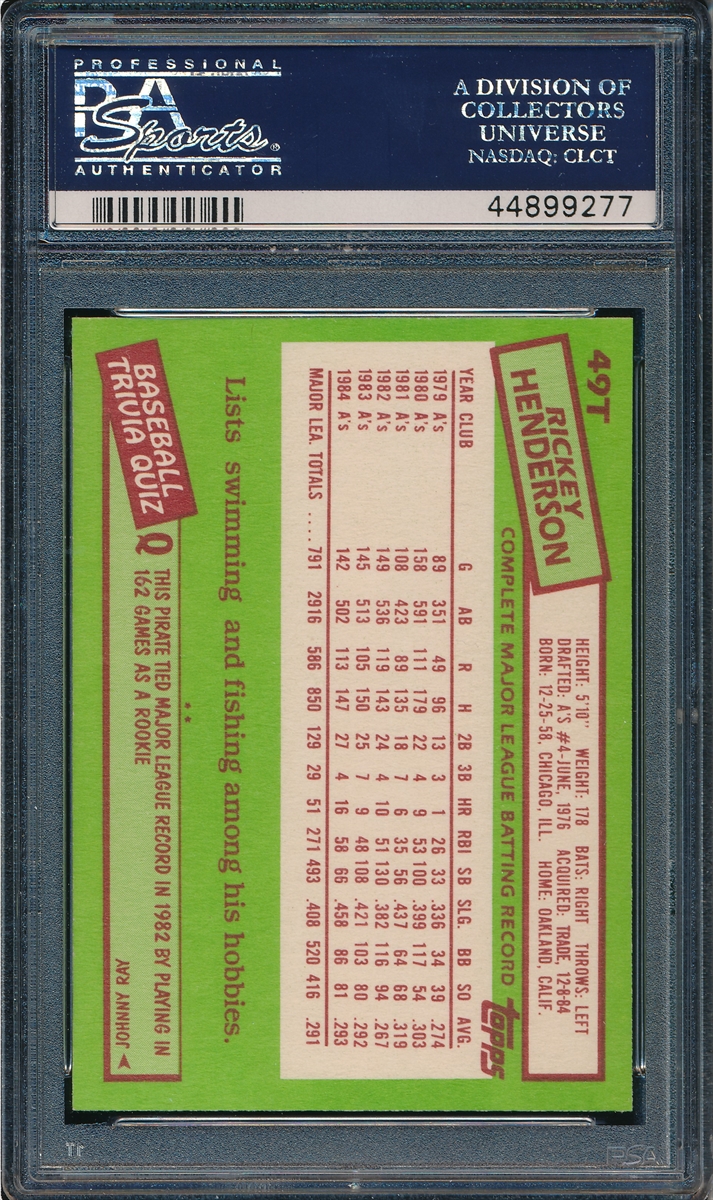 PROFESSIONAL
PSA
Sports®
AUTHENTICATOR
A DIVISION OF
COLLECTORS
UNIVERSE
NASDAQ: CLCT
44899277
49T
RICKEY
HENDERSON
HEIGHT: 5'10" WEIGHT: 178 BATS: RIGHT THROWS: LEFT
DRAFTED: A'S #4-JUNE, 1976 ACQUIRED: TRADE, 12-8-84
BORN: 12-25-58, CHICAGO, ILL. HOME: OAKLAND, CALIF.
COMPLETE MAJOR LEAGUE BATTING RECORD
topps
YEAR CLUB G AB R H 2B 3B HR RBI SB SLG. BB SO AVG.
1979 A's 89 351 49 96 13 3 1 26 33 .336 34 39 .274
1980 A's 158 591 111 179 22 4 9 53 100 .399 117 54 .303
1981 A's 108 423 89 135 18 7 6 35 56 .437 64 68 .319
1982 A's 149 536 119 143 24 4 10 51 130 .382 116 94 .267
1983 A's 145 513 105 150 25 7 9 48 108 .421 103 80 .292
1984 A's 142 502 113 147 27 4 16 58 66 .458 86 81 .293
MAJOR LEA. TOTALS .... 791 2916 586 850 129 29 51 271 493 .408 520 416 .291
Lists swimming and fishing among his hobbies.
BASEBALL
TRIVIA QUIZ
Q THIS PIRATE TIED MAJOR LEAGUE RECORD IN 1982 BY PLAYING IN
162 GAMES AS A ROOKIE
JOHNNY RAY
**
Tr
PSA